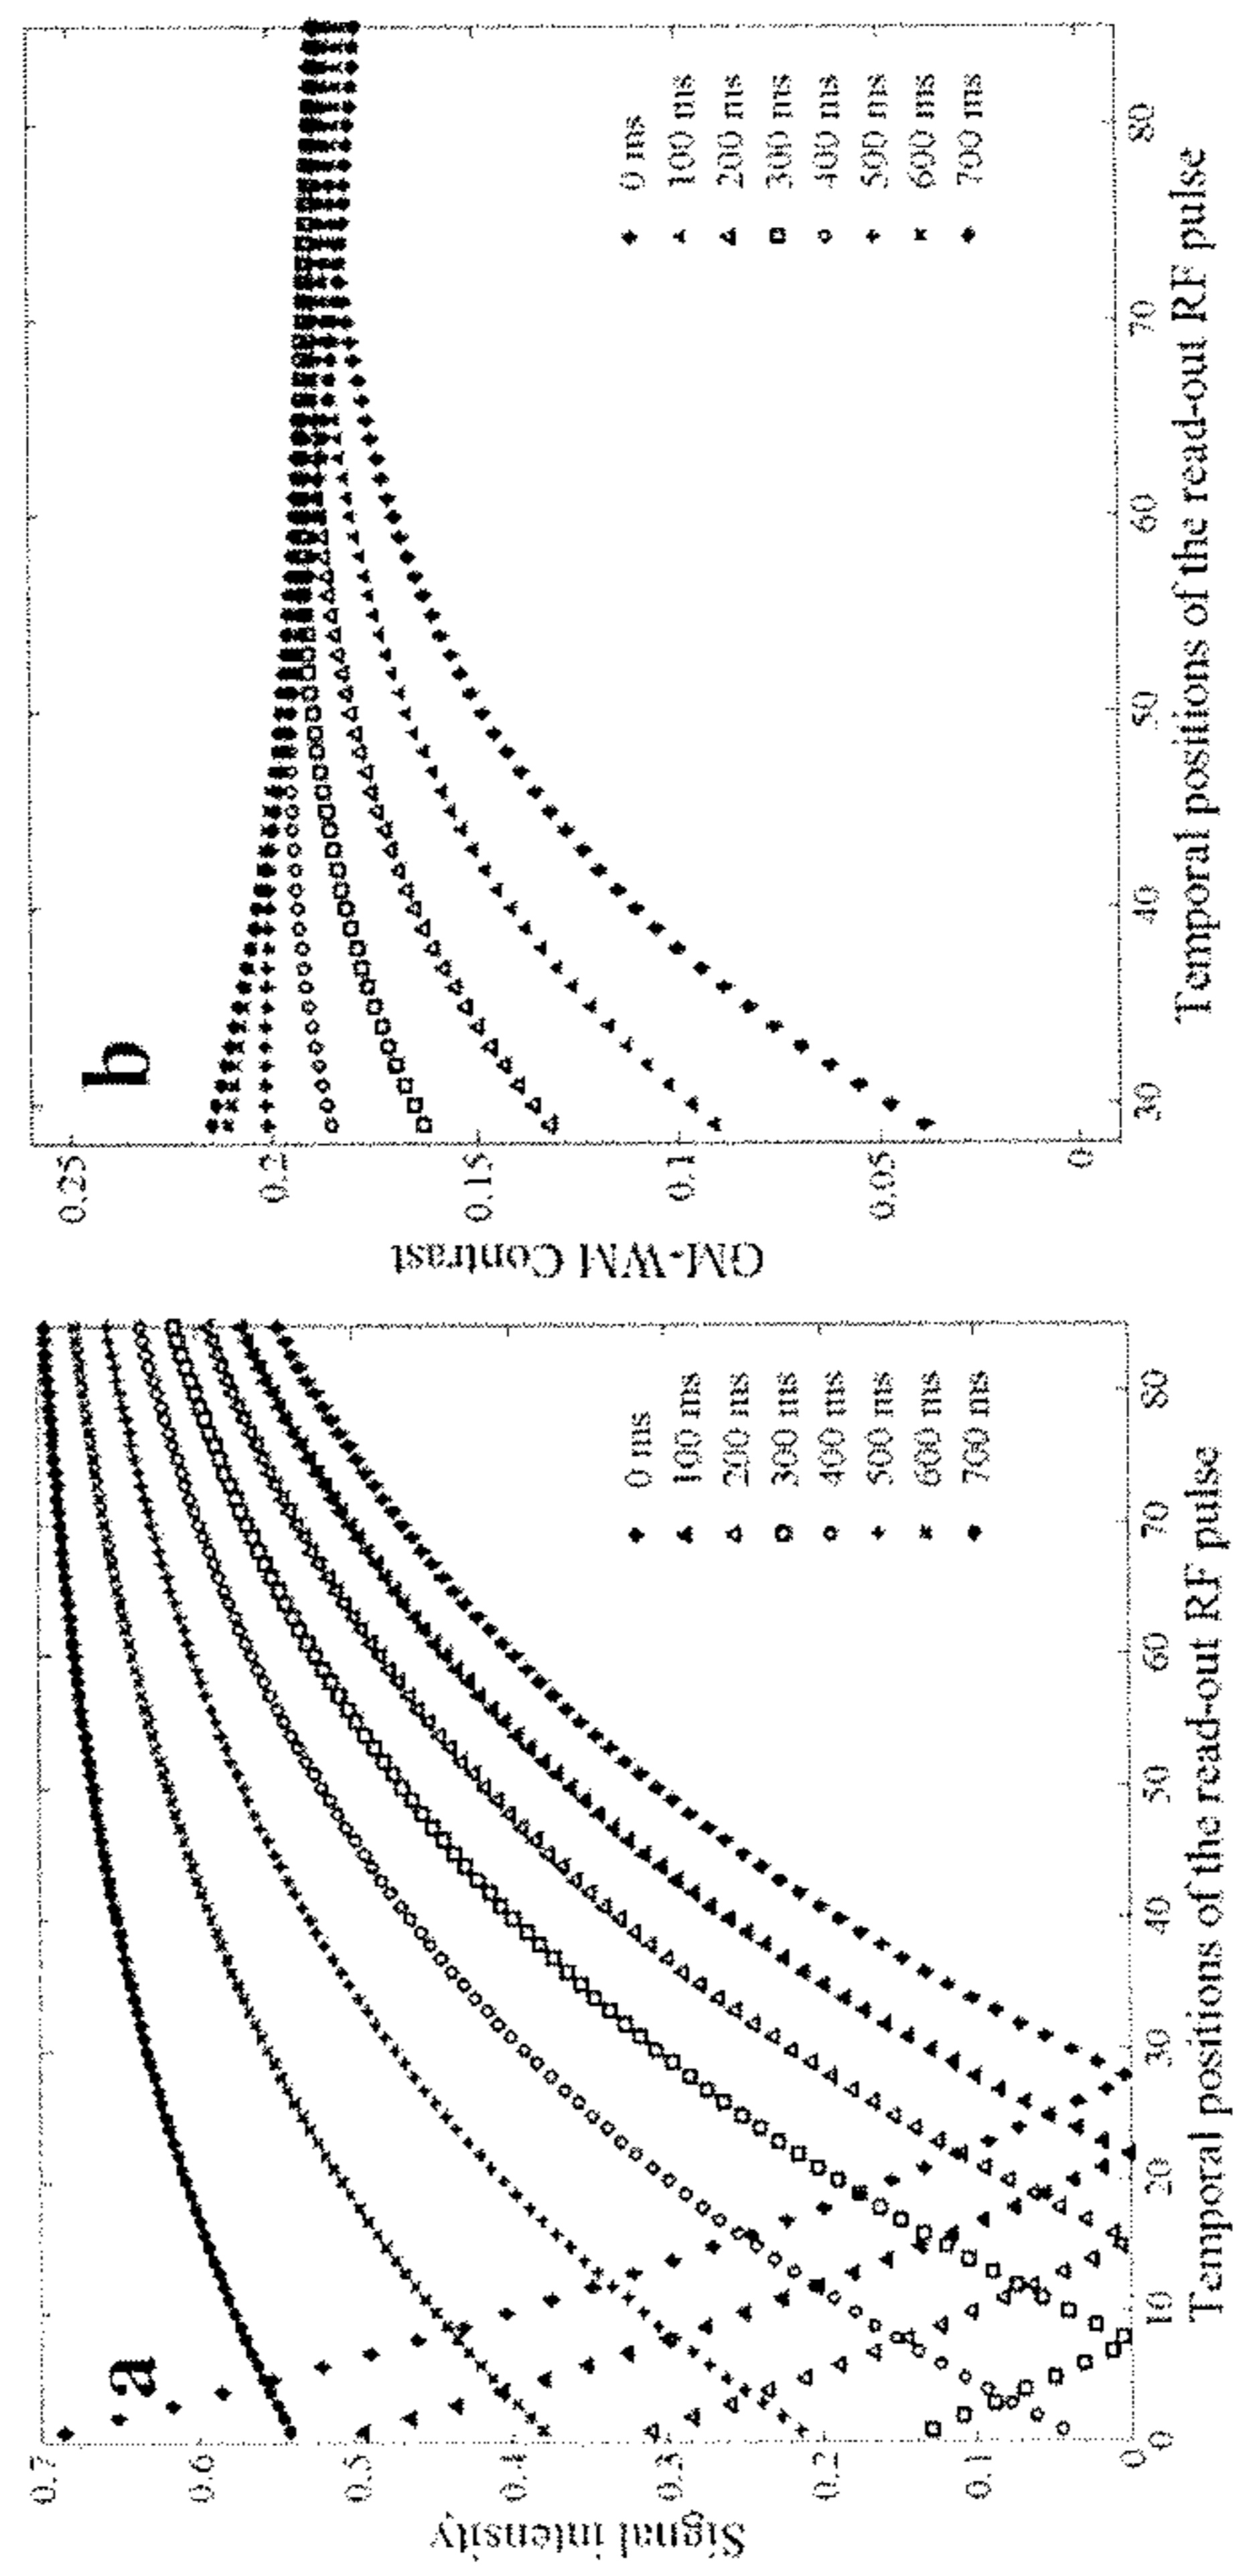 a
Signal intensity
0.7
0.6
0.5
0.4
0.3
0.2
0.1
0
0 10 20 30 40 50 60 70 80
Temporal positions of the read-out RF pulse
0 ms
100 ms
200 ms
300 ms
400 ms
500 ms
600 ms
700 ms
b
GM-WM Contrast
0.25
0.2
0.15
0.1
0.05
0
30 40 50 60 70 80
Temporal positions of the read-out RF pulse
0 ms
100 ms
200 ms
300 ms
400 ms
500 ms
600 ms
700 ms